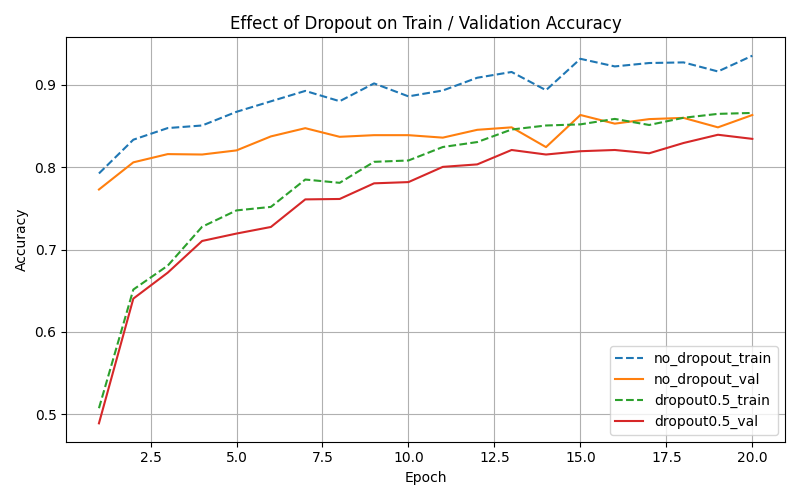 Effect of Dropout on Train / Validation Accuracy
Accuracy
0.9
0.8
0.7
0.6
0.5
no_dropout_train
no_dropout_val
dropout0.5_train
dropout0.5_val
2.5 5.0 7.5 10.0 12.5 15.0 17.5 20.0
Epoch